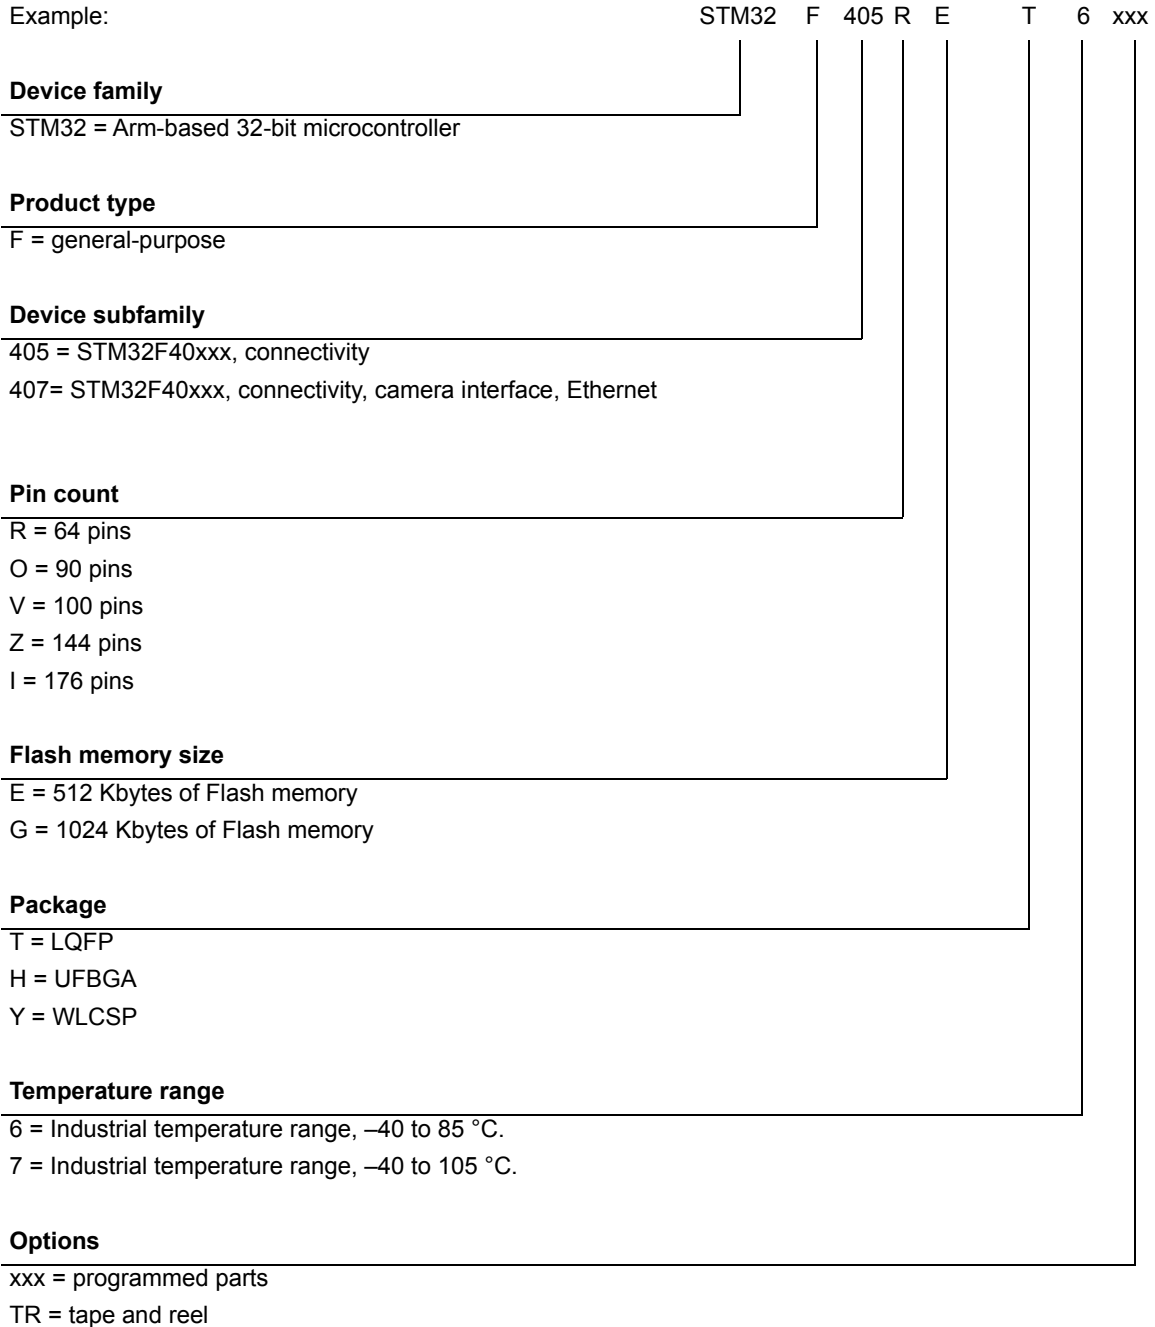 Example: STM32 F 405 R E T 6 xxx
Device family
STM32 = Arm-based 32-bit microcontroller
Product type
F = general-purpose
Device subfamily
405 = STM32F40xxx, connectivity
407= STM32F40xxx, connectivity, camera interface, Ethernet
Pin count
R = 64 pins
O = 90 pins
V = 100 pins
Z = 144 pins
I = 176 pins
Flash memory size
E = 512 Kbytes of Flash memory
G = 1024 Kbytes of Flash memory
Package
T = LQFP
H = UFBGA
Y = WLCSP
Temperature range
6 = Industrial temperature range, –40 to 85 °C.
7 = Industrial temperature range, –40 to 105 °C.
Options
xxx = programmed parts
TR = tape and reel